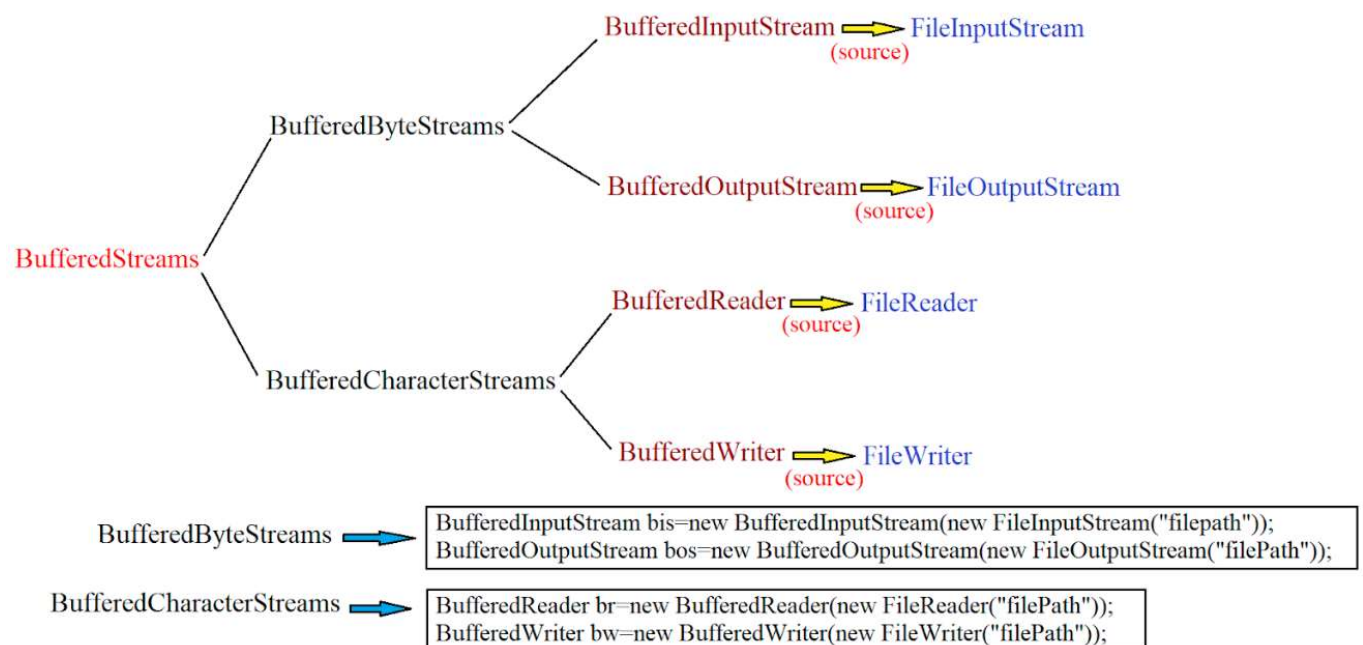 BufferedInputStream FileInputStream
(source)
BufferedByteStreams
BufferedOutputStream FileOutputStream
(source)
BufferedStreams
BufferedReader FileReader
(source)
BufferedCharacterStreams
BufferedWriter FileWriter
(source)
BufferedByteStreams
BufferedInputStream bis=new BufferedInputStream(new FileInputStream("filepath"));
BufferedOutputStream bos=new BufferedOutputStream(new FileOutputStream("filePath"));
BufferedCharacterStreams
BufferedReader br=new BufferedReader(new FileReader("filePath"));
BufferedWriter bw=new BufferedWriter(new FileWriter("filePath"));